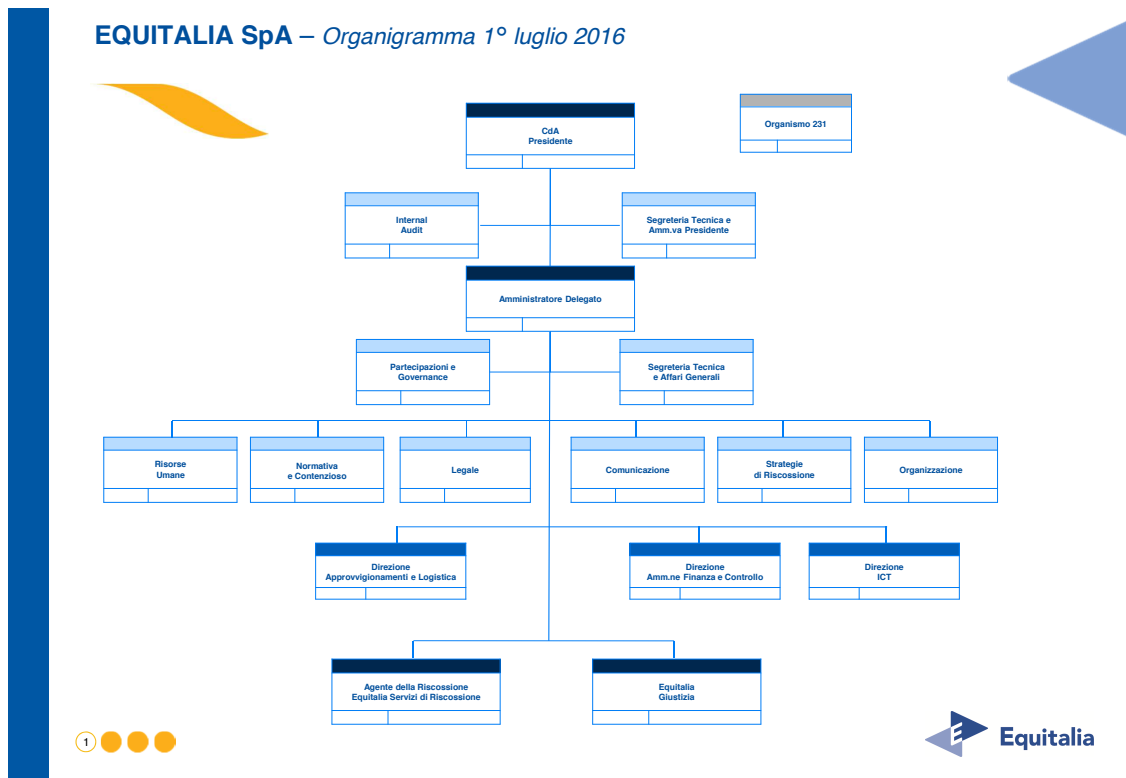 EQUITALIA SpA – Organigramma 1° luglio 2016
CdA
Presidente
Organismo 231
Internal
Audit
Segreteria Tecnica e
Amm.va Presidente
Amministratore Delegato
Partecipazioni e
Governance
Segreteria Tecnica
e Affari Generali
Risorse
Umane
Normativa
e Contenzioso
Legale
Comunicazione
Strategie
di Riscossione
Organizzazione
Direzione
Approvvigionamenti e Logistica
Direzione
Amm.ne Finanza e Controllo
Direzione
ICT
Agente della Riscossione
Equitalia Servizi di Riscossione
Equitalia
Giustizia
1
E
Equitalia